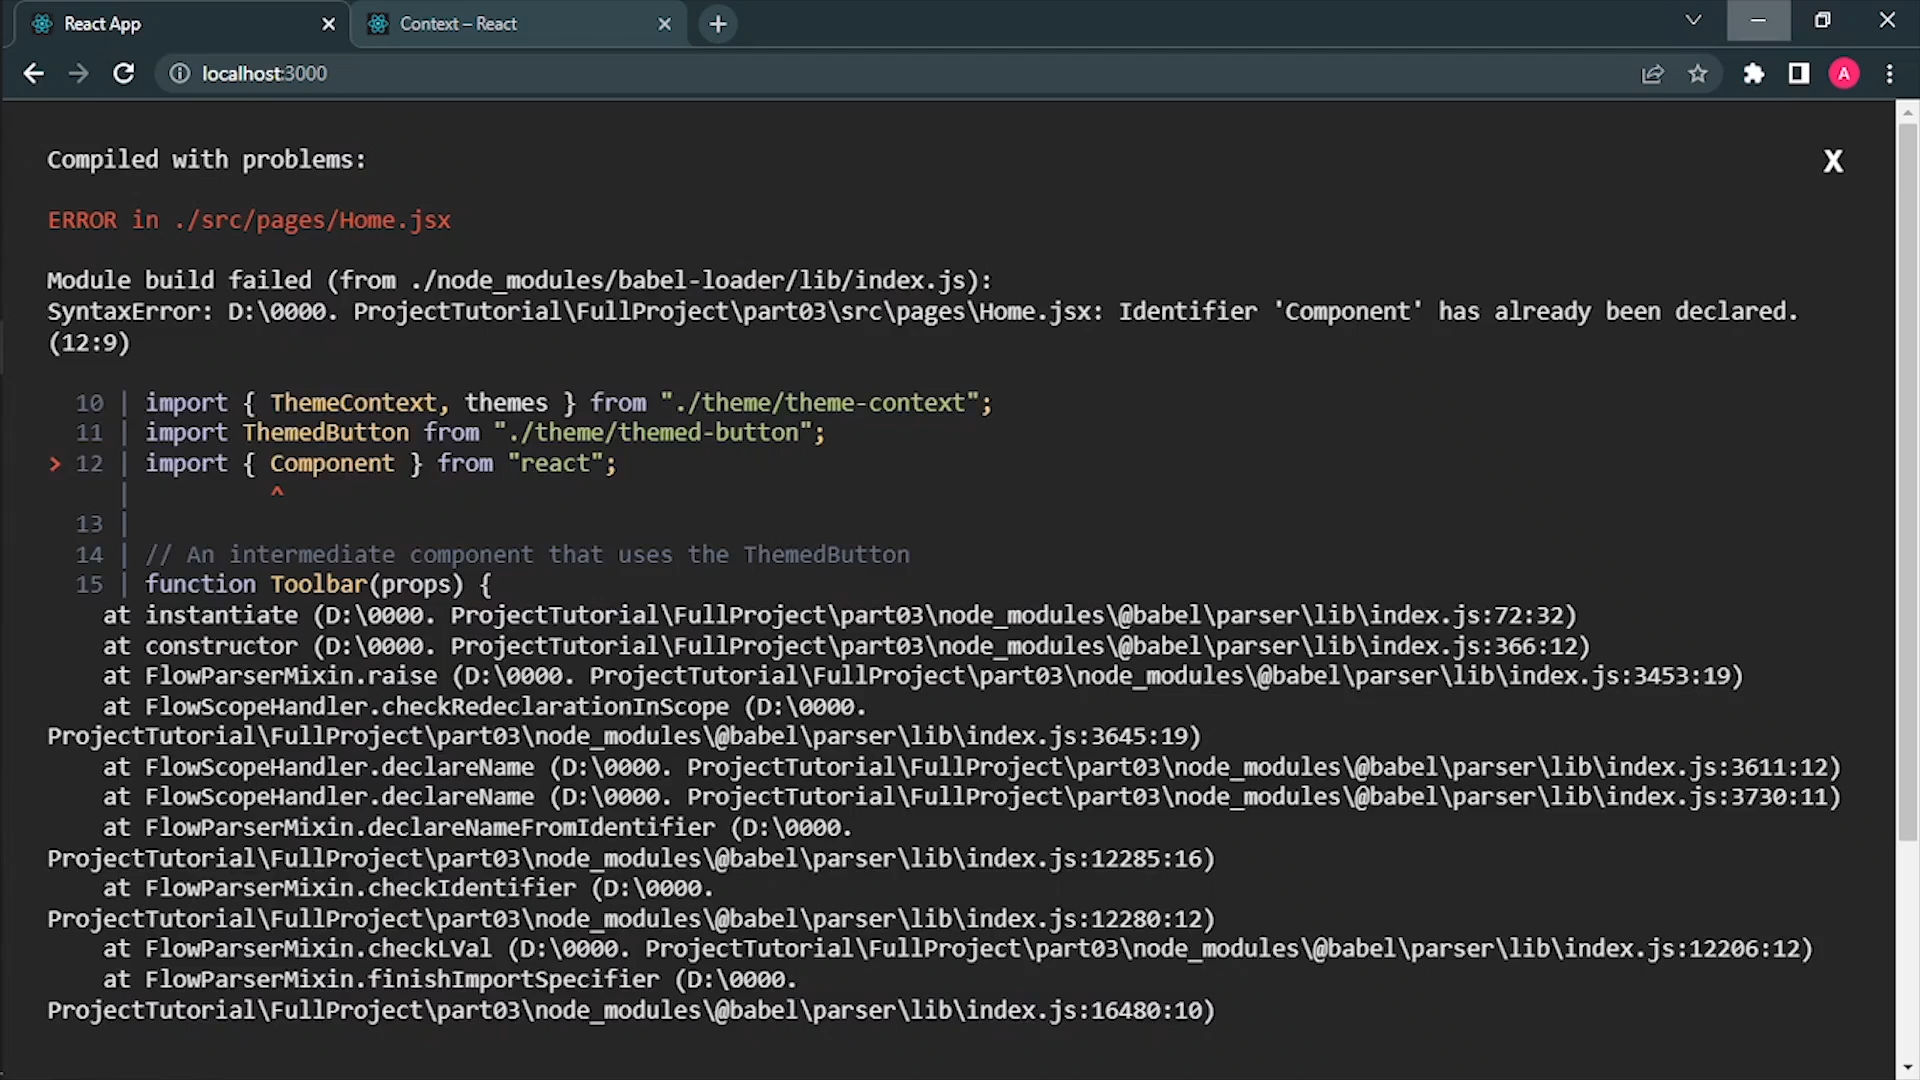 React App
Context – React
localhost:3000
A
Compiled with problems:
X
ERROR in ./src/pages/Home.jsx
Module build failed (from ./node_modules/babel-loader/lib/index.js):
SyntaxError: D:\0000. ProjectTutorial\FullProject\part03\src\pages\Home.jsx: Identifier 'Component' has already been declared.
(12:9)
10 | import { ThemeContext, themes } from "./theme/theme-context";
11 | import ThemedButton from "./theme/themed-button";
> 12 | import { Component } from "react";
| ^
13 |
14 | // An intermediate component that uses the ThemedButton
15 | function Toolbar(props) {
at instantiate (D:\0000. ProjectTutorial\FullProject\part03\node_modules\@babel\parser\lib\index.js:72:32)
at constructor (D:\0000. ProjectTutorial\FullProject\part03\node_modules\@babel\parser\lib\index.js:366:12)
at FlowParserMixin.raise (D:\0000. ProjectTutorial\FullProject\part03\node_modules\@babel\parser\lib\index.js:3453:19)
at FlowScopeHandler.checkRedeclarationInScope (D:\0000.
ProjectTutorial\FullProject\part03\node_modules\@babel\parser\lib\index.js:3645:19)
at FlowScopeHandler.declareName (D:\0000. ProjectTutorial\FullProject\part03\node_modules\@babel\parser\lib\index.js:3611:12)
at FlowScopeHandler.declareName (D:\0000. ProjectTutorial\FullProject\part03\node_modules\@babel\parser\lib\index.js:3730:11)
at FlowParserMixin.declareNameFromIdentifier (D:\0000.
ProjectTutorial\FullProject\part03\node_modules\@babel\parser\lib\index.js:12285:16)
at FlowParserMixin.checkIdentifier (D:\0000.
ProjectTutorial\FullProject\part03\node_modules\@babel\parser\lib\index.js:12280:12)
at FlowParserMixin.checkLVal (D:\0000. ProjectTutorial\FullProject\part03\node_modules\@babel\parser\lib\index.js:12206:12)
at FlowParserMixin.finishImportSpecifier (D:\0000.
ProjectTutorial\FullProject\part03\node_modules\@babel\parser\lib\index.js:16480:10)